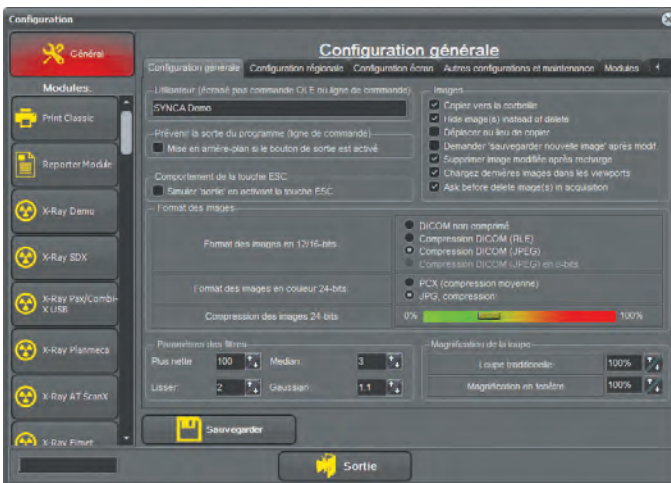 Configuration
Général
Modules:
Print Classic
Reporter Module
X-Ray Demo
X-Ray SDX
X-Ray Pax/Combi-X USB
X-Ray Planmeca
X-Ray AT ScanX
X-Ray Fimet
Configuration générale
Configuration générale Configuration régionale Configuration écran Autres configurations et maintenance Modules
Utilisateur (écrasé par commande OLE ou ligne de commande)
SYNCA Demo
Prévenir la sortie du programme (ligne de commande)
Mise en arrière-plan si le bouton de sortie est activé
Comportement de la touche ESC
Simuler 'sortie' en activant la touche ESC
Images
Copier vers la corbeille
Hide image(s) instead of delete
Déplacer au lieu de copier
Demander 'sauvegarder nouvelle image' après modif.
Supprimer image modifiée après recharge
Chargez dernières images dans les viewports
Ask before delete image(s) in acquisition
Format des images
Format des images en 12/16-bits
DICOM non comprimé
Compression DICOM (RLE)
Compression DICOM (JPEG)
Compression DICOM (JPEG) en 8-bits
Format des images en couleur 24-bits
PCX (compression moyenne)
JPG, compression:
Compression des images 24-bits
0% 100%
Paramètres des filtres
Plus nette: 100 Median: 3
Lisser: 2 Gaussian: 1.1
Magnification de la loupe
Loupe traditionelle: 100%
Magnification en fenêtre 100%
Sauvegarder
Sortie